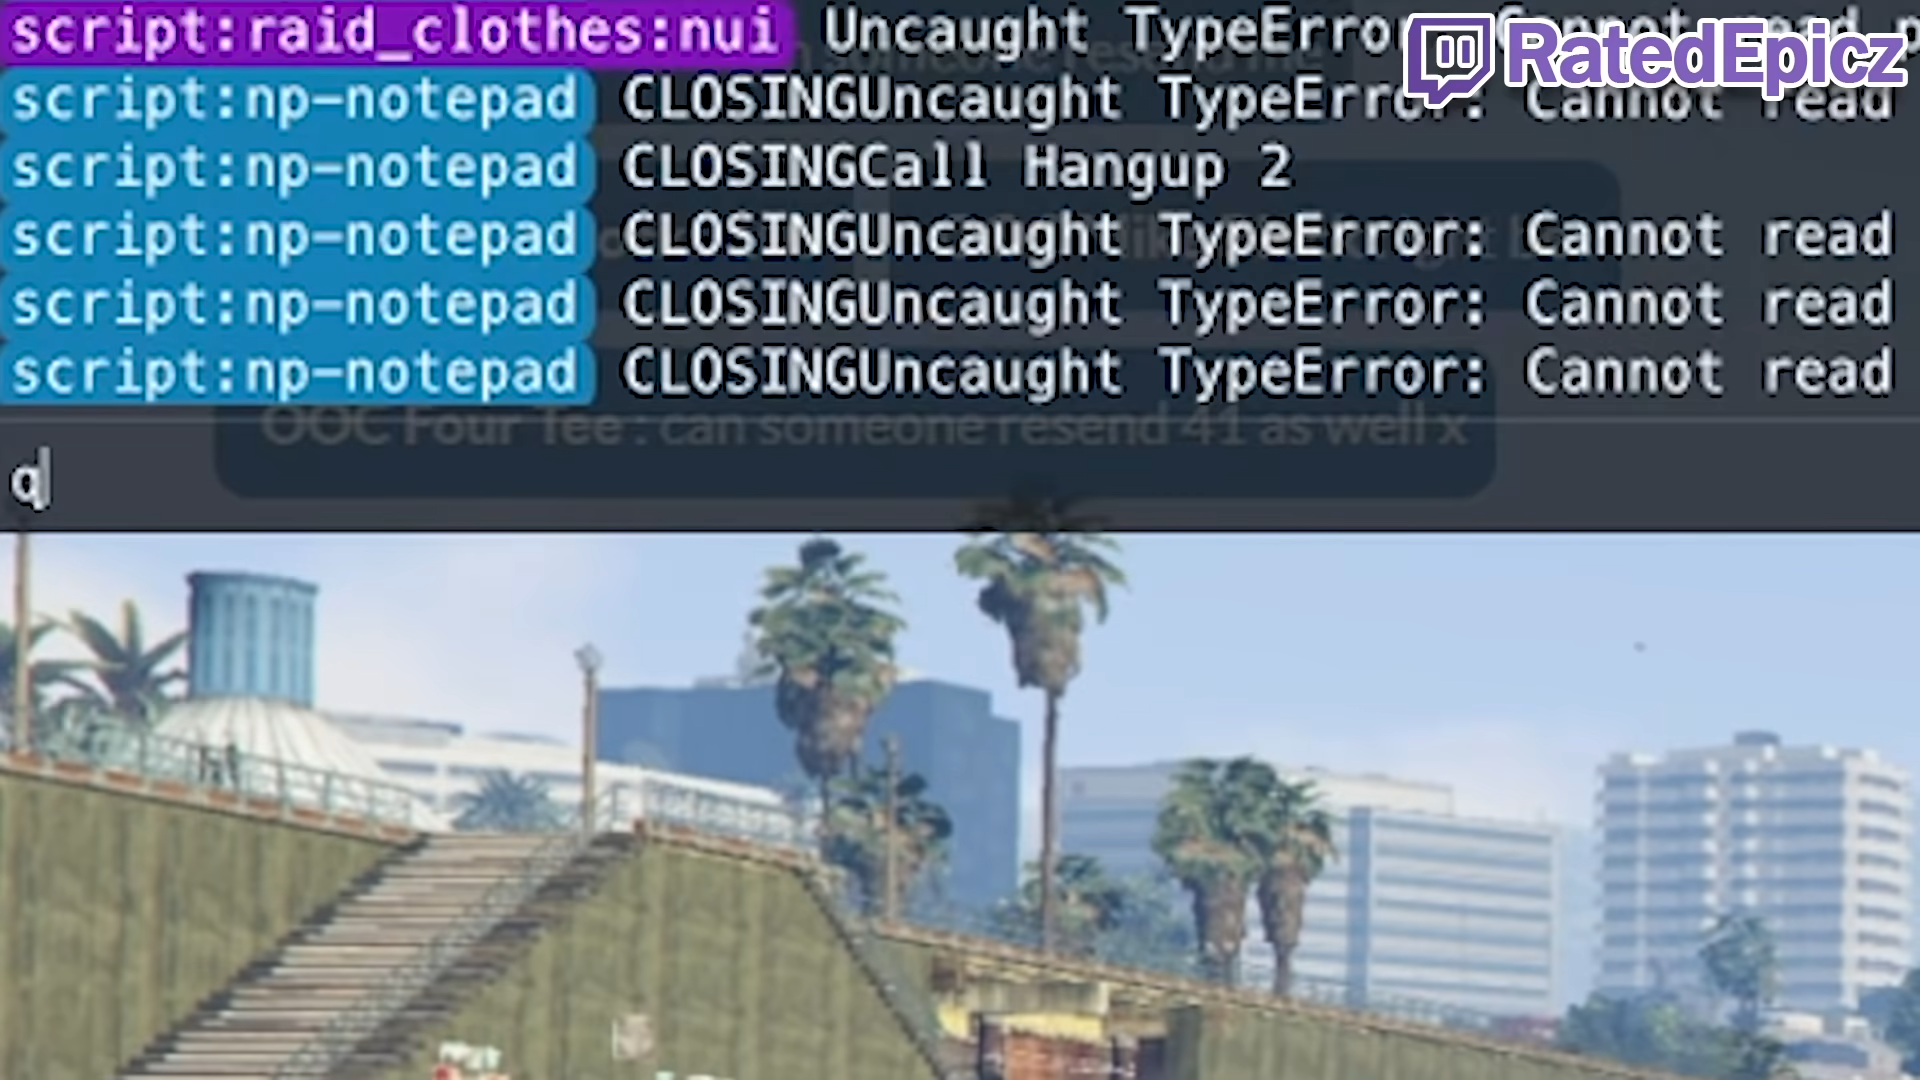 script:raid_clothes:nui Uncaught TypeError: Cannot read p
RatedEpicz
script:np-notepad CLOSINGUncaught TypeError: Cannot read
script:np-notepad CLOSINGCall Hangup 2
script:np-notepad CLOSINGUncaught TypeError: Cannot read
script:np-notepad CLOSINGUncaught TypeError: Cannot read
script:np-notepad CLOSINGUncaught TypeError: Cannot read
OOC Four Tee : can someone resend 41 as well x
q